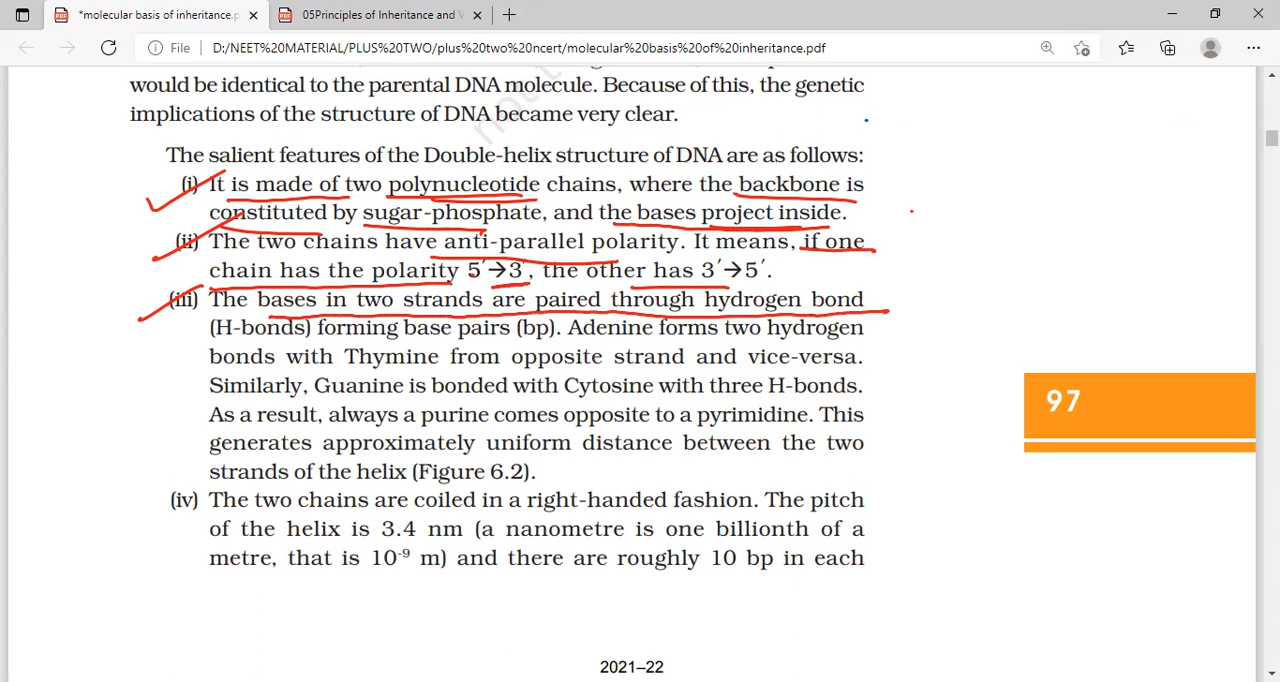 *molecular basis of inheritance.p
05Principles of Inheritance and V
File
D:/NEET%20MATERIAL/PLUS%20TWO/plus%20two%20ncert/molecular%20basis%20of%20inheritance.pdf
would be identical to the parental DNA molecule. Because of this, the genetic
implications of the structure of DNA became very clear.
The salient features of the Double-helix structure of DNA are as follows:
(i) It is made of two polynucleotide chains, where the backbone is
constituted by sugar-phosphate, and the bases project inside.
(ii) The two chains have anti-parallel polarity. It means, if one
chain has the polarity 5′→3′, the other has 3′→5′.
(iii) The bases in two strands are paired through hydrogen bond
(H-bonds) forming base pairs (bp). Adenine forms two hydrogen
bonds with Thymine from opposite strand and vice-versa.
Similarly, Guanine is bonded with Cytosine with three H-bonds.
As a result, always a purine comes opposite to a pyrimidine. This
generates approximately uniform distance between the two
strands of the helix (Figure 6.2).
97
(iv) The two chains are coiled in a right-handed fashion. The pitch
of the helix is 3.4 nm (a nanometre is one billionth of a
metre, that is 10⁻⁹ m) and there are roughly 10 bp in each
2021–22